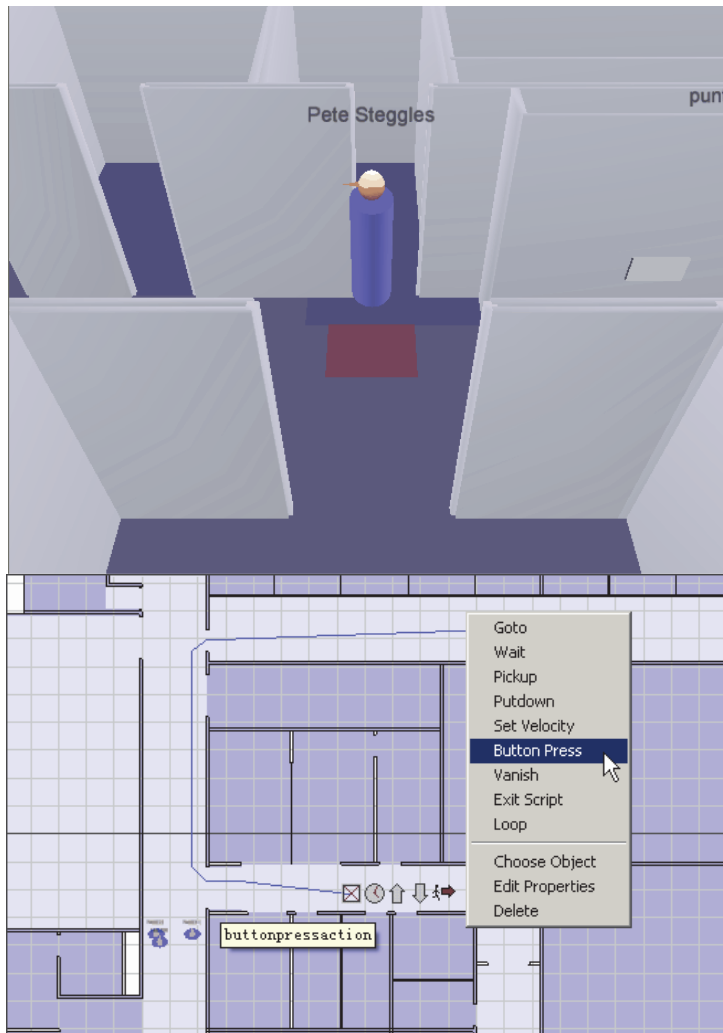 Pete Steggles
Goto
Wait
Pickup
Putdown
Set Velocity
Button Press
Vanish
Exit Script
Loop
Choose Object
Edit Properties
Delete
buttonpressaction